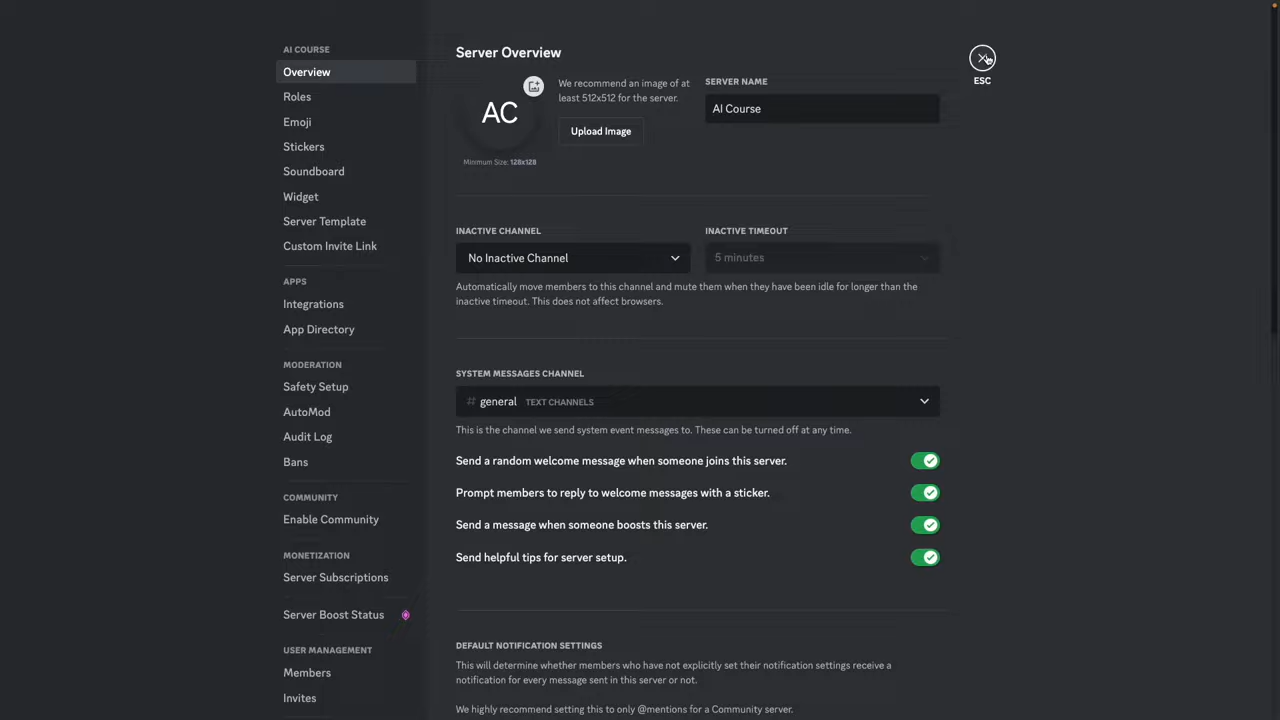 AI COURSE
Overview
Roles
Emoji
Stickers
Soundboard
Widget
Server Template
Custom Invite Link
APPS
Integrations
App Directory
MODERATION
Safety Setup
AutoMod
Audit Log
Bans
COMMUNITY
Enable Community
MONETIZATION
Server Subscriptions
Server Boost Status
USER MANAGEMENT
Members
Invites
Server Overview
ESC
AC
Minimum Size: 128x128
We recommend an image of at
least 512x512 for the server.
Upload Image
SERVER NAME
AI Course
INACTIVE CHANNEL
No Inactive Channel
INACTIVE TIMEOUT
5 minutes
Automatically move members to this channel and mute them when they have been idle for longer than the
inactive timeout. This does not affect browsers.
SYSTEM MESSAGES CHANNEL
# general TEXT CHANNELS
This is the channel we send system event messages to. These can be turned off at any time.
Send a random welcome message when someone joins this server.
Prompt members to reply to welcome messages with a sticker.
Send a message when someone boosts this server.
Send helpful tips for server setup.
DEFAULT NOTIFICATION SETTINGS
This will determine whether members who have not explicitly set their notification settings receive a
notification for every message sent in this server or not.
We highly recommend setting this to only @mentions for a Community server.